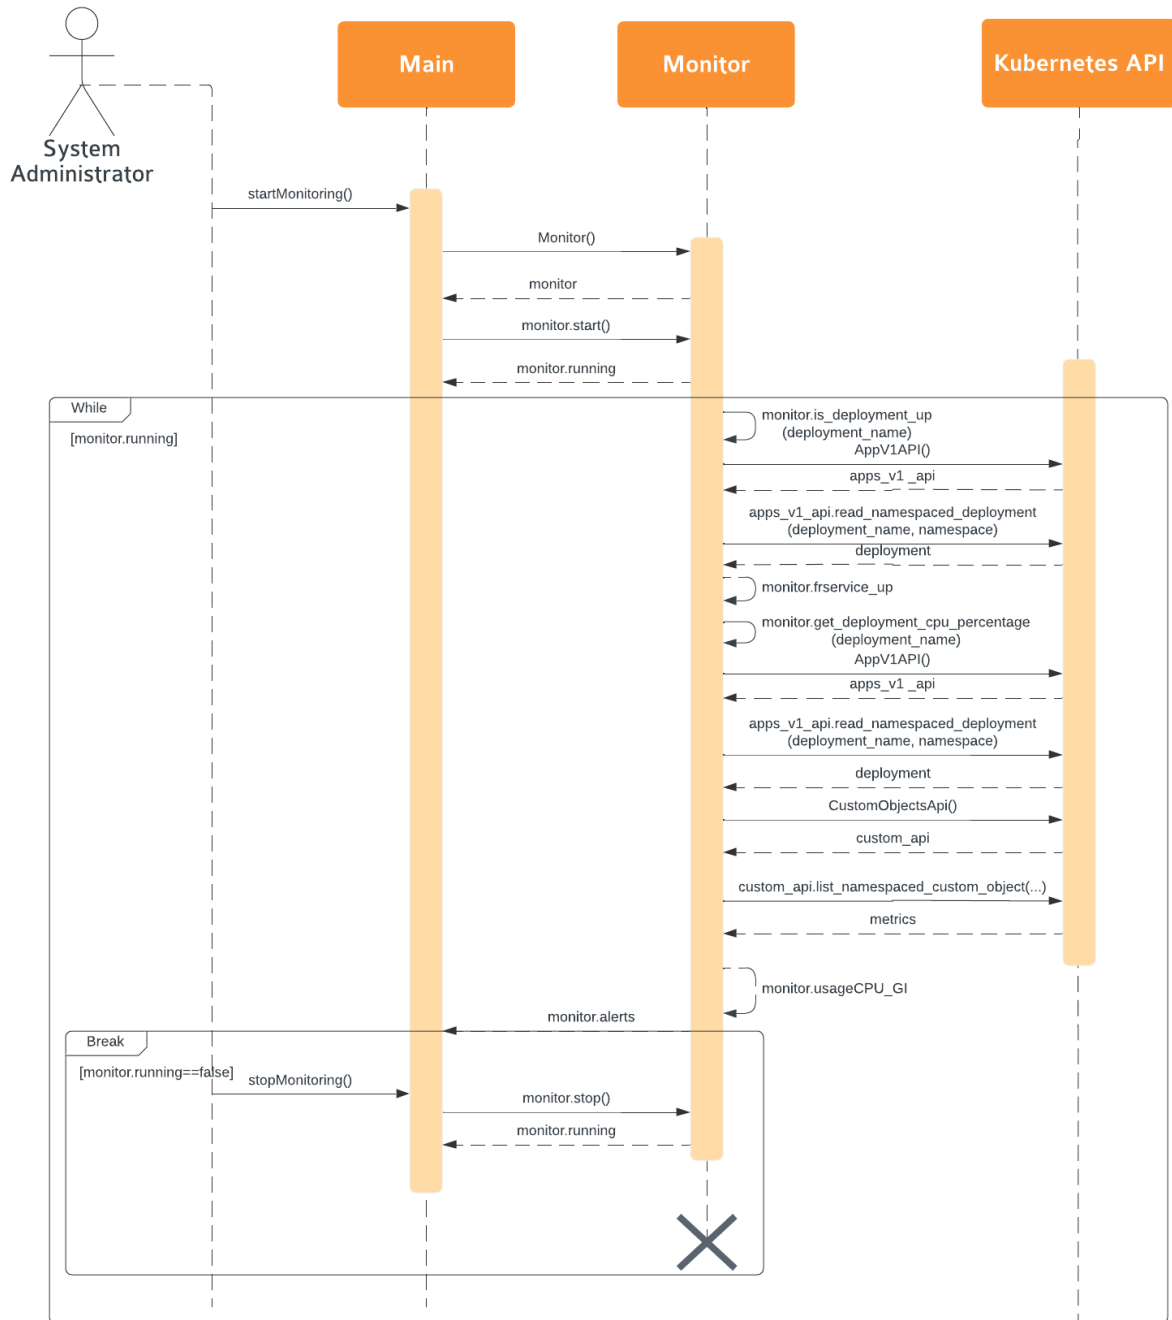 Main
Monitor
Kubernetes API
System
Administrator
startMonitoring()
Monitor()
monitor
monitor.start()
monitor.running
While
[monitor.running]
monitor.is_deployment_up
(deployment_name)
AppV1API()
apps_v1 _api
apps_v1_api.read_namespaced_deployment
(deployment_name, namespace)
deployment
monitor.frservice_up
monitor.get_deployment_cpu_percentage
(deployment_name)
AppV1API()
apps_v1 _api
apps_v1_api.read_namespaced_deployment
(deployment_name, namespace)
deployment
CustomObjectsApi()
custom_api
custom_api.list_namespaced_custom_object(...)
metrics
monitor.usageCPU_GI
monitor.alerts
Break
[monitor.running==false]
stopMonitoring()
monitor.stop()
monitor.running